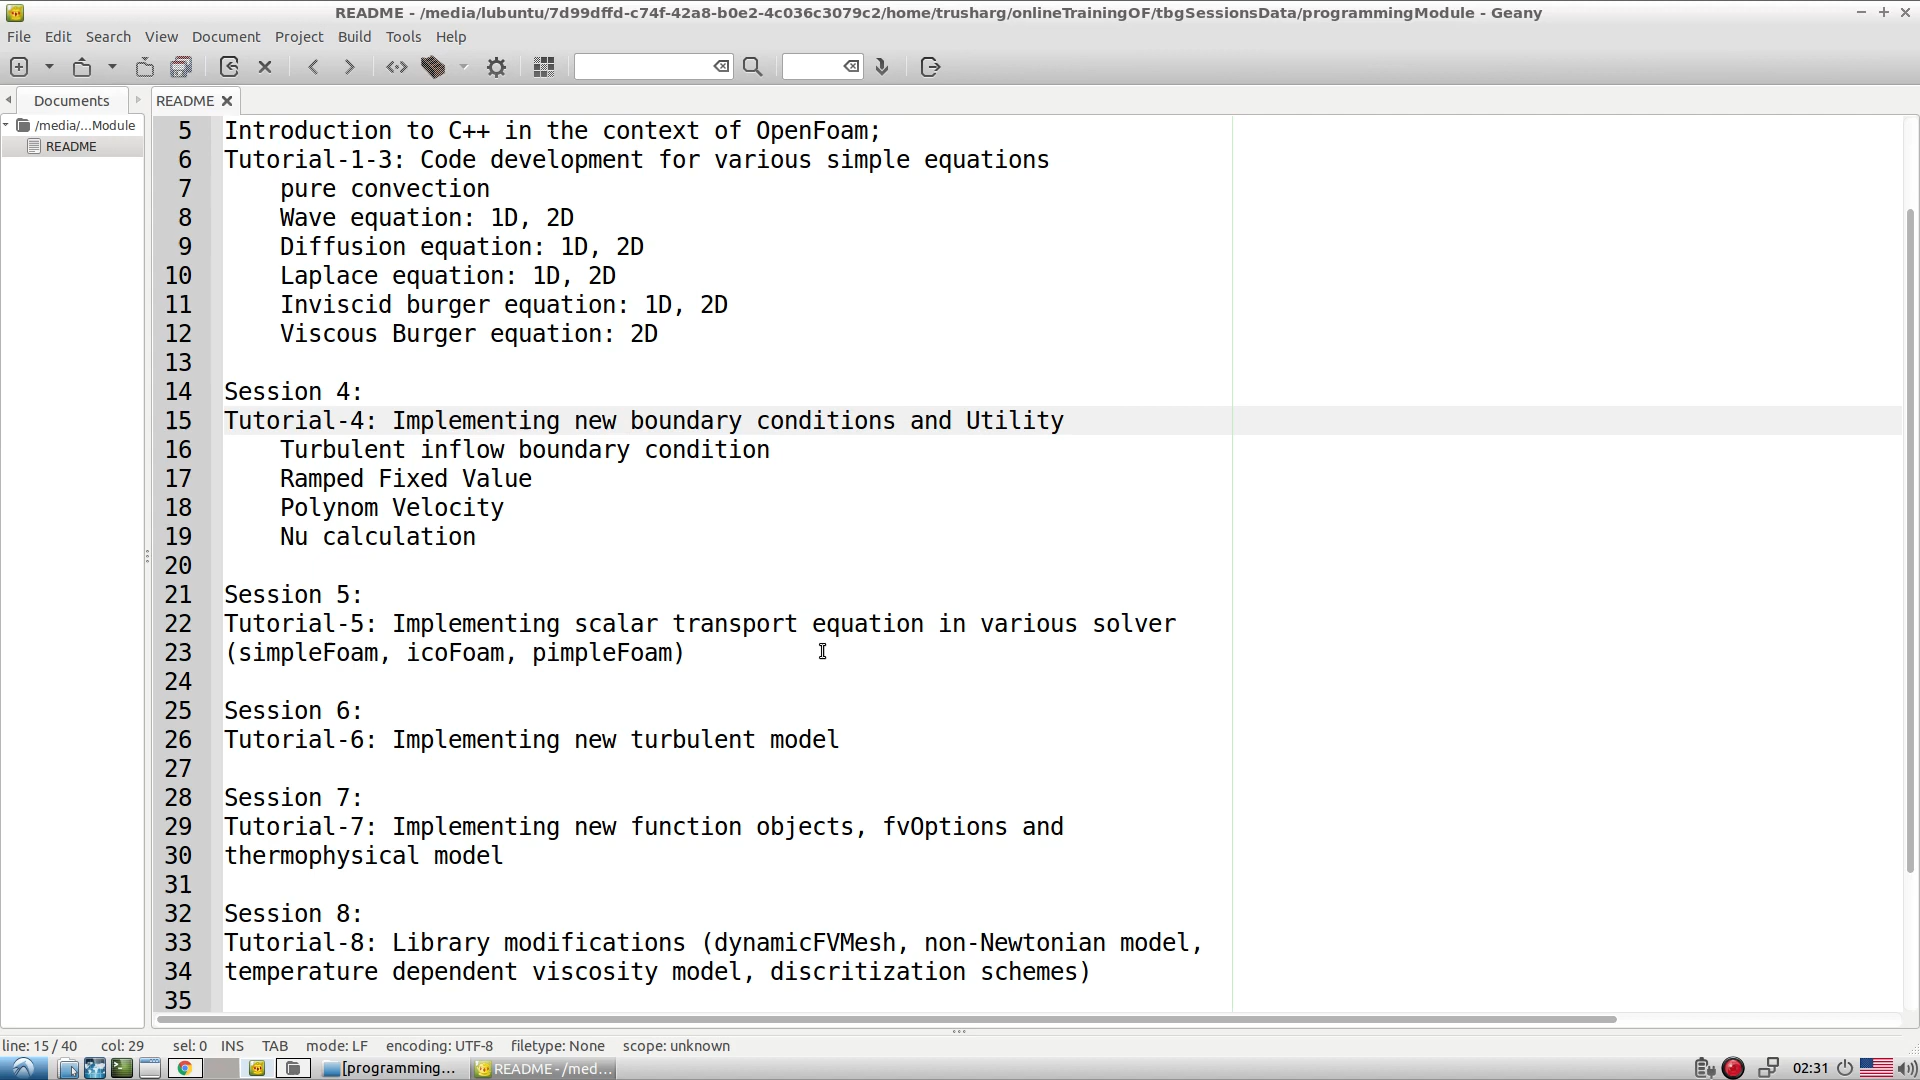 README - /media/lubuntu/7d99dffd-c74f-42a8-b0e2-4c036c3079c2/home/trusharg/onlineTrainingOF/tbgSessionsData/programmingModule - Geany
File Edit Search View Document Project Build Tools Help
Documents README
/media/...Module
README
5 Introduction to C++ in the context of OpenFoam;
6 Tutorial-1-3: Code development for various simple equations
7 pure convection
8 Wave equation: 1D, 2D
9 Diffusion equation: 1D, 2D
10 Laplace equation: 1D, 2D
11 Inviscid burger equation: 1D, 2D
12 Viscous Burger equation: 2D
13
14 Session 4:
15 Tutorial-4: Implementing new boundary conditions and Utility
16 Turbulent inflow boundary condition
17 Ramped Fixed Value
18 Polynom Velocity
19 Nu calculation
20
21 Session 5:
22 Tutorial-5: Implementing scalar transport equation in various solver
23 (simpleFoam, icoFoam, pimpleFoam)
24
25 Session 6:
26 Tutorial-6: Implementing new turbulent model
27
28 Session 7:
29 Tutorial-7: Implementing new function objects, fvOptions and
30 thermophysical model
31
32 Session 8:
33 Tutorial-8: Library modifications (dynamicFVMesh, non-Newtonian model,
34 temperature dependent viscosity model, discritization schemes)
35
line: 15 / 40 col: 29 sel: 0 INS TAB mode: LF encoding: UTF-8 filetype: None scope: unknown
[programming... README - /med... 02:31